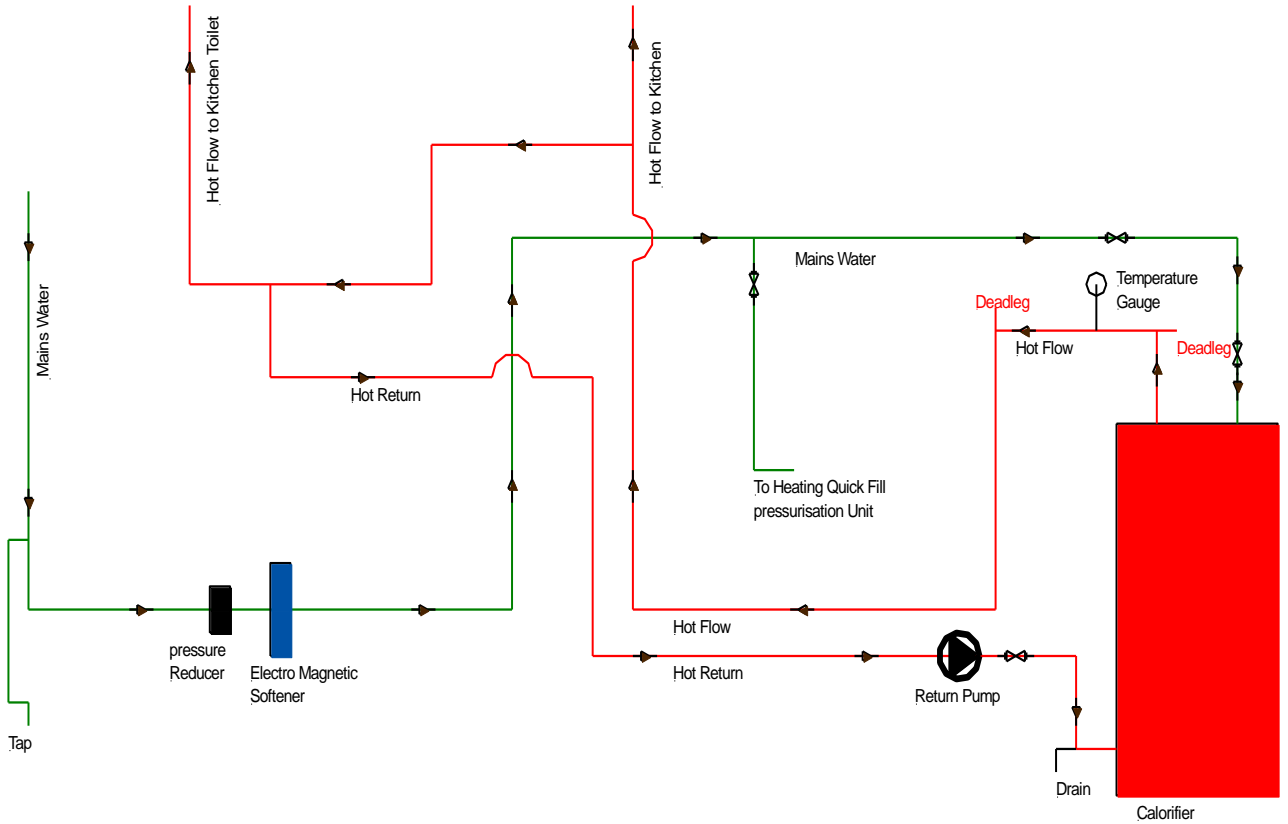 Hot Flow to Kitchen Toilet
Hot Flow to Kitchen
Mains Water
Mains Water
Temperature
Gauge
Deadleg
Hot Flow
Deadleg
Hot Return
To Heating Quick Fill
pressurisation Unit
Hot Flow
pressure
Reducer
Electro Magnetic
Softener
Hot Return
Return Pump
Tap
Drain
Calorifier